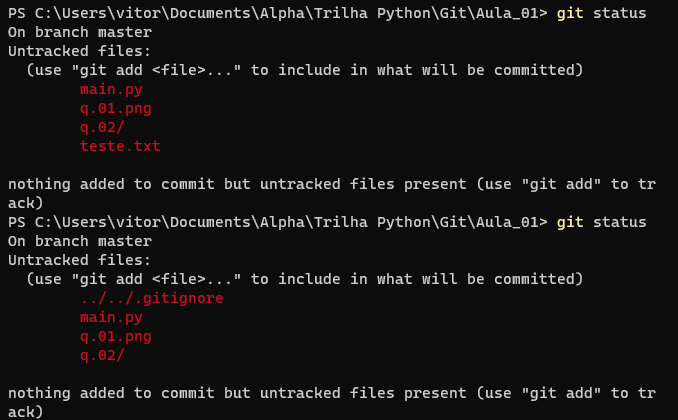 PS C:\Users\vitor\Documents\Alpha\Trilha Python\Git\Aula_01> git status
On branch master
Untracked files:
  (use "git add <file>..." to include in what will be committed)
        main.py
        q.01.png
        q.02/
        teste.txt

nothing added to commit but untracked files present (use "git add" to tr
ack)
PS C:\Users\vitor\Documents\Alpha\Trilha Python\Git\Aula_01> git status
On branch master
Untracked files:
  (use "git add <file>..." to include in what will be committed)
        ../../.gitignore
        main.py
        q.01.png
        q.02/

nothing added to commit but untracked files present (use "git add" to tr
ack)